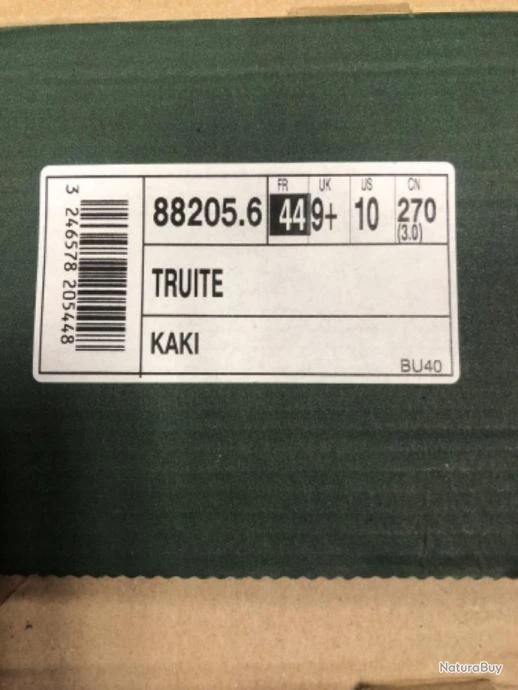 FR UK US CN
88205.6 44 9+ 10 270
(3.0)
TRUITE
KAKI
BU40
3 246578 205448
NaturaBuy